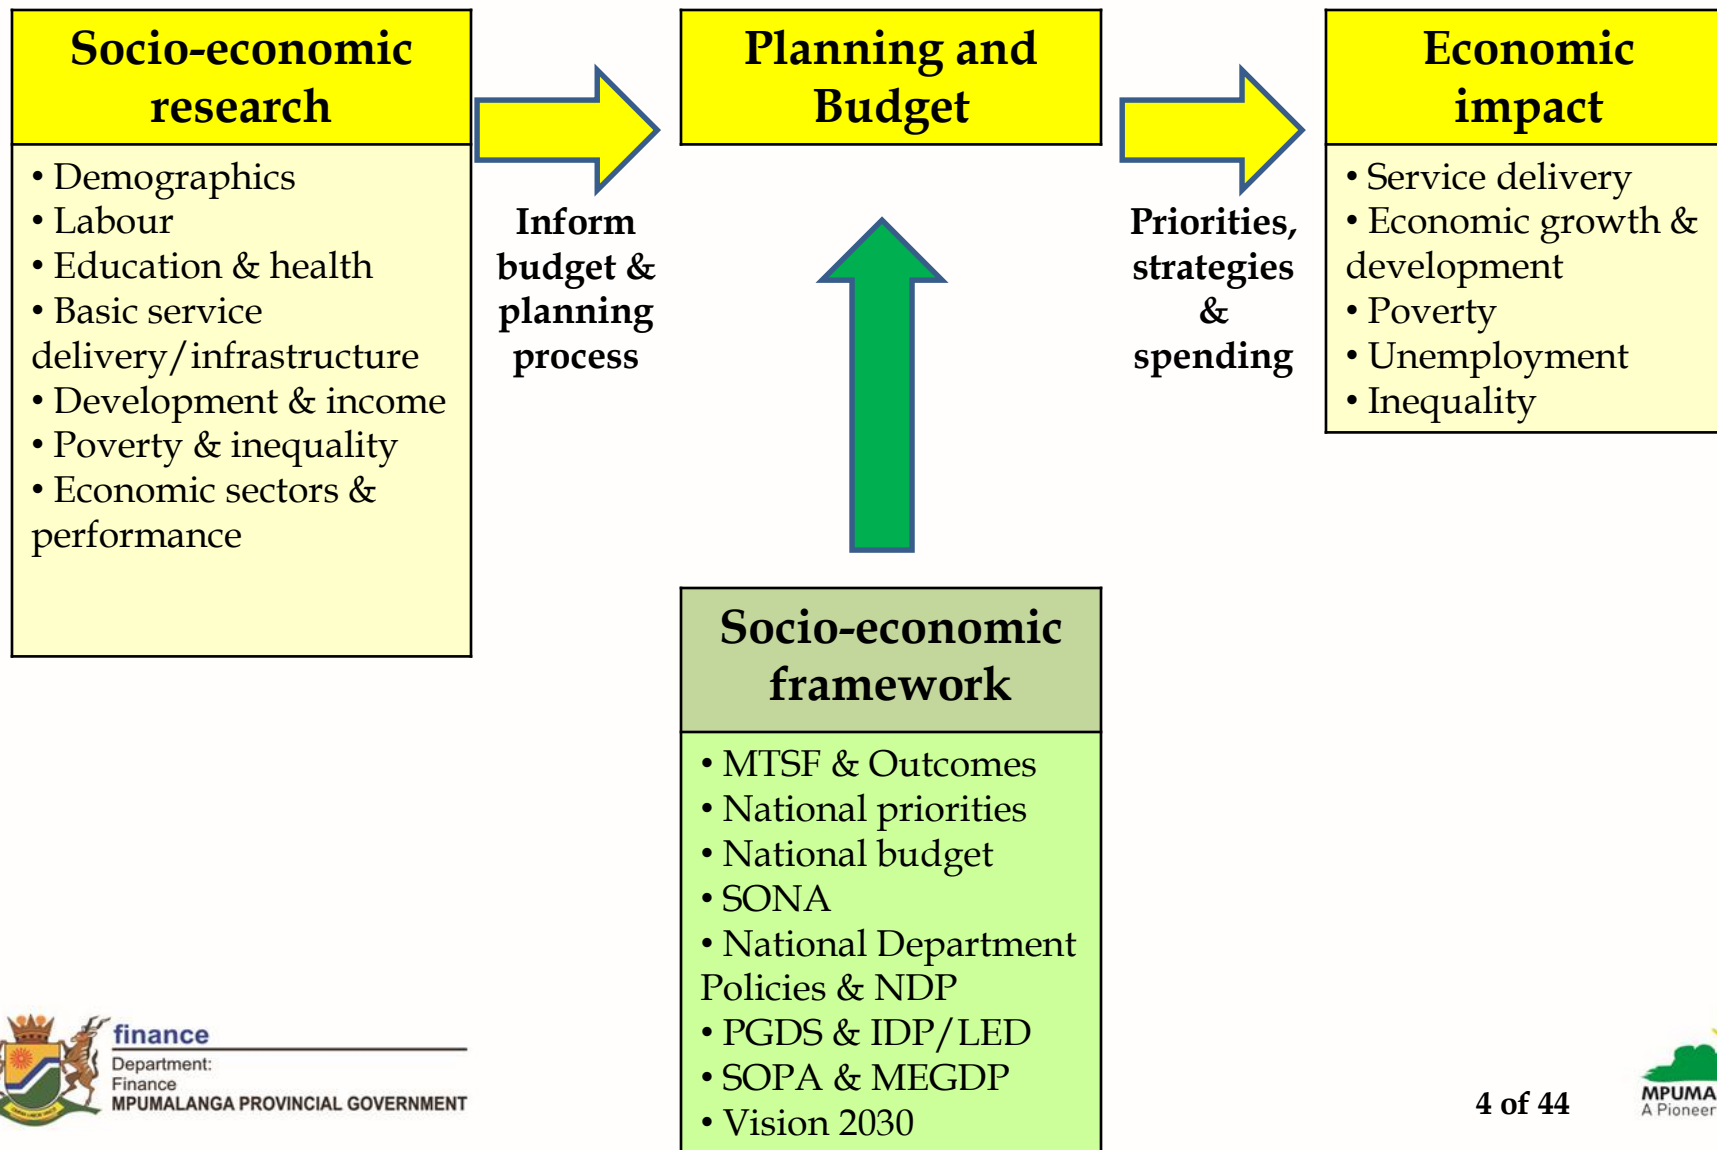 Socio-economic
research
• Demographics
• Labour
• Education & health
• Basic service
delivery/infrastructure
• Development & income
• Poverty & inequality
• Economic sectors &
performance
Inform
budget &
planning
process
Planning and
Budget
Priorities,
strategies
&
spending
Economic
impact
• Service delivery
• Economic growth &
development
• Poverty
• Unemployment
• Inequality
Socio-economic
framework
• MTSF & Outcomes
• National priorities
• National budget
• SONA
• National Department
Policies & NDP
• PGDS & IDP/LED
• SOPA & MEGDP
• Vision 2030
finance
Department:
Finance
MPUMALANGA PROVINCIAL GOVERNMENT
4 of 44
MPUMA
A Pioneer